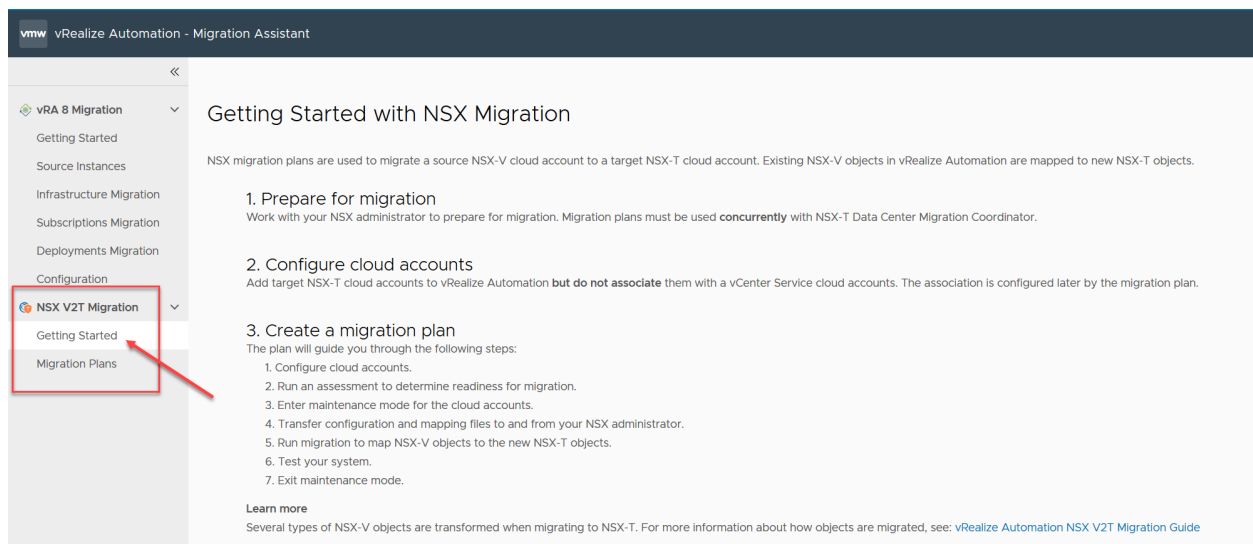 vmw vRealize Automation - Migration Assistant
«
vRA 8 Migration
Getting Started
Source Instances
Infrastructure Migration
Subscriptions Migration
Deployments Migration
Configuration
NSX V2T Migration
Getting Started
Migration Plans
Getting Started with NSX Migration
NSX migration plans are used to migrate a source NSX-V cloud account to a target NSX-T cloud account. Existing NSX-V objects in vRealize Automation are mapped to new NSX-T objects.
1. Prepare for migration
Work with your NSX administrator to prepare for migration. Migration plans must be used concurrently with NSX-T Data Center Migration Coordinator.
2. Configure cloud accounts
Add target NSX-T cloud accounts to vRealize Automation but do not associate them with a vCenter Service cloud accounts. The association is configured later by the migration plan.
3. Create a migration plan
The plan will guide you through the following steps:
1. Configure cloud accounts.
2. Run an assessment to determine readiness for migration.
3. Enter maintenance mode for the cloud accounts.
4. Transfer configuration and mapping files to and from your NSX administrator.
5. Run migration to map NSX-V objects to the new NSX-T objects.
6. Test your system.
7. Exit maintenance mode.
Learn more
Several types of NSX-V objects are transformed when migrating to NSX-T. For more information about how objects are migrated, see: vRealize Automation NSX V2T Migration Guide